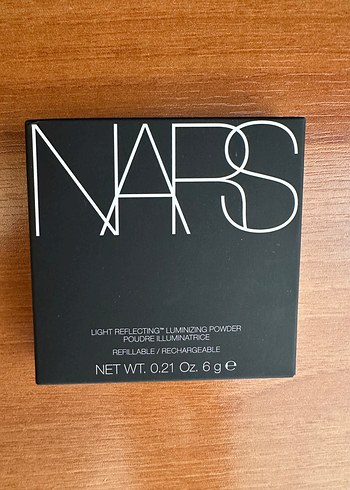 NARS
LIGHT REFLECTING™ LUMINIZING POWDER
POUDRE ILLUMINATRICE
REFILLABLE / RECHARGEABLE
NET WT. 0.21 Oz. 6 g ℮